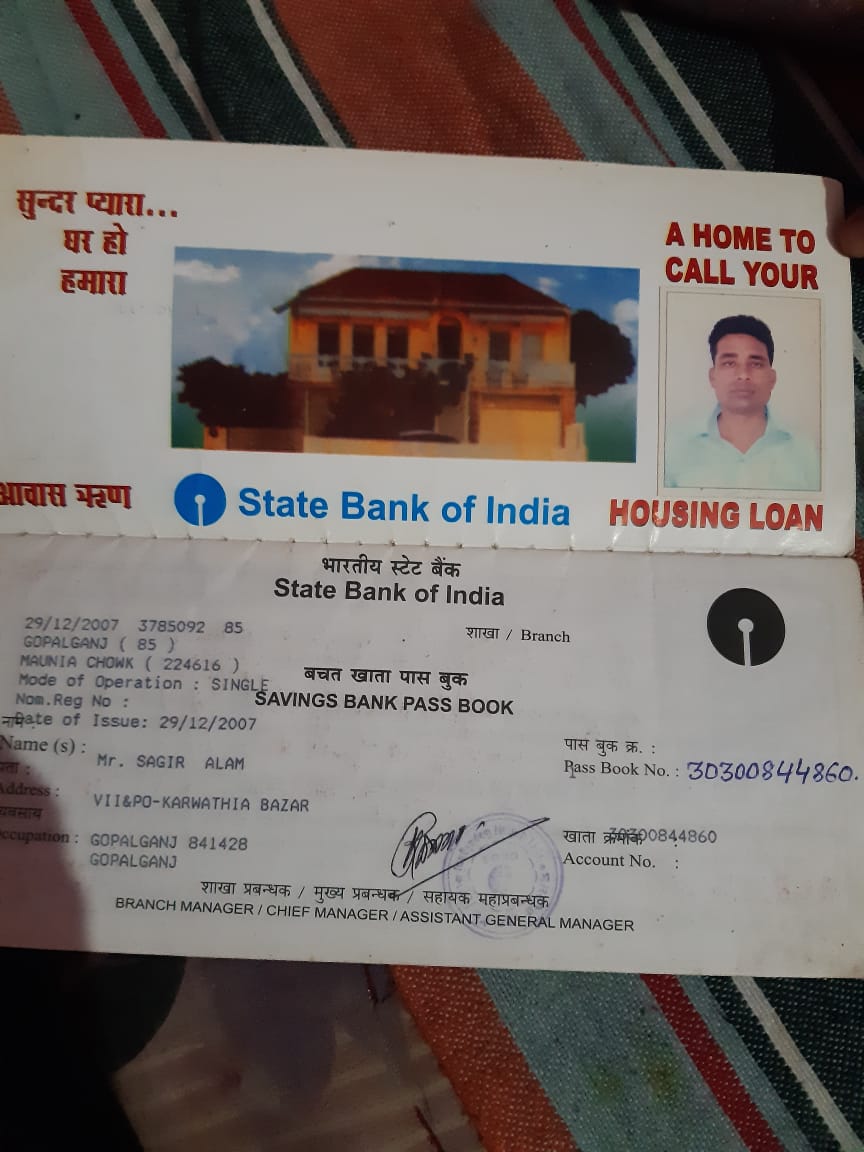 सुन्दर प्यारा...
घर हो
हमारा
A HOME TO
CALL YOUR
आवास ऋण
State Bank of India
HOUSING LOAN
भारतीय स्टेट बैंक
State Bank of India
29/12/2007 3785092 85
शाखा / Branch
GOPALGANJ ( 85 )
MAUNIA CHOWK ( 224616 )
बचत खाता पास बुक
Mode of Operation : SINGLE
SAVINGS BANK PASS BOOK
Nom.Reg No :
Date of Issue: 29/12/2007
पास बुक क्र. :
Name (s) :
Mr. SAGIR ALAM
Pass Book No. : 30300844860.
Address :
VII&PO-KARWATHIA BAZAR
Occupation : GOPALGANJ 841428
खाता क्रमांक 30300844860
GOPALGANJ
Account No. :
शाखा प्रबन्धक / मुख्य प्रबन्धक / सहायक महाप्रबन्धक
BRANCH MANAGER / CHIEF MANAGER / ASSISTANT GENERAL MANAGER